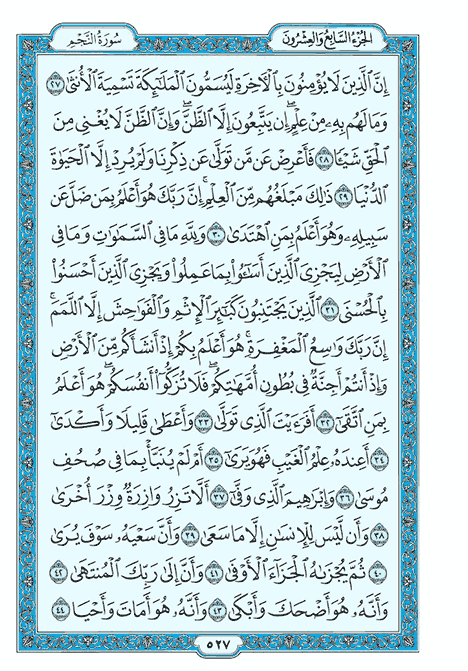 الجزء السابع والعشرون
سورة النجم
إِنَّ ٱلَّذِينَ لَا يُؤْمِنُونَ بِٱلْأَخِرَةِ لَيُسَمُّونَ ٱلْمَلَٰٓئِكَةَ تَسْمِيَةَ ٱلْأُنثَىٰ ٢٧
وَمَا لَهُم بِهِۦ مِنْ عِلْمٍ ۖ إِن يَتَّبِعُونَ إِلَّا ٱلظَّنَّ ۖ وَإِنَّ ٱلظَّنَّ لَا يُغْنِى مِنَ
ٱلْحَقِّ شَيْـًٔا ٢٨ فَأَعْرِضْ عَن مَّن تَوَلَّىٰ عَن ذِكْرِنَا وَلَمْ يُرِدْ إِلَّا ٱلْحَيَوٰةَ
ٱلدُّنْيَا ٢٩ ذَٰلِكَ مَبْلَغُهُم مِّنَ ٱلْعِلْمِ ۚ إِنَّ رَبَّكَ هُوَ أَعْلَمُ بِمَن ضَلَّ عَن
سَبِيلِهِۦ وَهُوَ أَعْلَمُ بِمَنِ ٱهْتَدَىٰ ٣٠ وَلِلَّهِ مَا فِى ٱلسَّمَٰوَٰتِ وَمَا فِى
ٱلْأَرْضِ لِيَجْزِىَ ٱلَّذِينَ أَسَٰٓـُٔوا۟ بِمَا عَمِلُوا۟ وَيَجْزِىَ ٱلَّذِينَ أَحْسَنُوا۟
بِٱلْحُسْنَى ٣١ ٱلَّذِينَ يَجْتَنِبُونَ كَبَٰٓئِرَ ٱلْإِثْمِ وَٱلْفَوَٰحِشَ إِلَّا ٱللَّمَمَ ۚ
إِنَّ رَبَّكَ وَٰسِعُ ٱلْمَغْفِرَةِ ۚ هُوَ أَعْلَمُ بِكُمْ إِذْ أَنشَأَكُم مِّنَ ٱلْأَرْضِ
وَإِذْ أَنتُمْ أَجِنَّةٌ فِى بُطُونِ أُمَّهَٰتِكُمْ ۖ فَلَا تُزَكُّوٓا۟ أَنفُسَكُمْ ۖ هُوَ أَعْلَمُ
بِمَنِ ٱتَّقَىٰٓ ٣٢ أَفَرَءَيْتَ ٱلَّذِى تَوَلَّىٰ ٣٣ وَأَعْطَىٰ قَلِيلًا وَأَكْدَىٰٓ
٣٤ أَعِندَهُۥ عِلْمُ ٱلْغَيْبِ فَهُوَ يَرَىٰٓ ٣٥ أَمْ لَمْ يُنَبَّأْ بِمَا فِى صُحُفِ
مُوسَىٰ ٣٦ وَإِبْرَٰهِيمَ ٱلَّذِى وَفَّىٰٓ ٣٧ أَلَّا تَزِرُ وَازِرَةٌ وِزْرَ أُخْرَىٰ
٣٨ وَأَن لَّيْسَ لِلْإِنسَٰنِ إِلَّا مَا سَعَىٰ ٣٩ وَأَنَّ سَعْيَهُۥ سَوْفَ يُرَىٰ
٤٠ ثُمَّ يُجْزَىٰهُ ٱلْجَزَآءَ ٱلْأَوْفَىٰ ٤١ وَأَنَّ إِلَىٰ رَبِّكَ ٱلْمُنتَهَىٰ ٤٢
وَأَنَّهُۥ هُوَ أَضْحَكَ وَأَبْكَىٰ ٤٣ وَأَنَّهُۥ هُوَ أَمَاتَ وَأَحْيَا ٤٤
٥٢٧